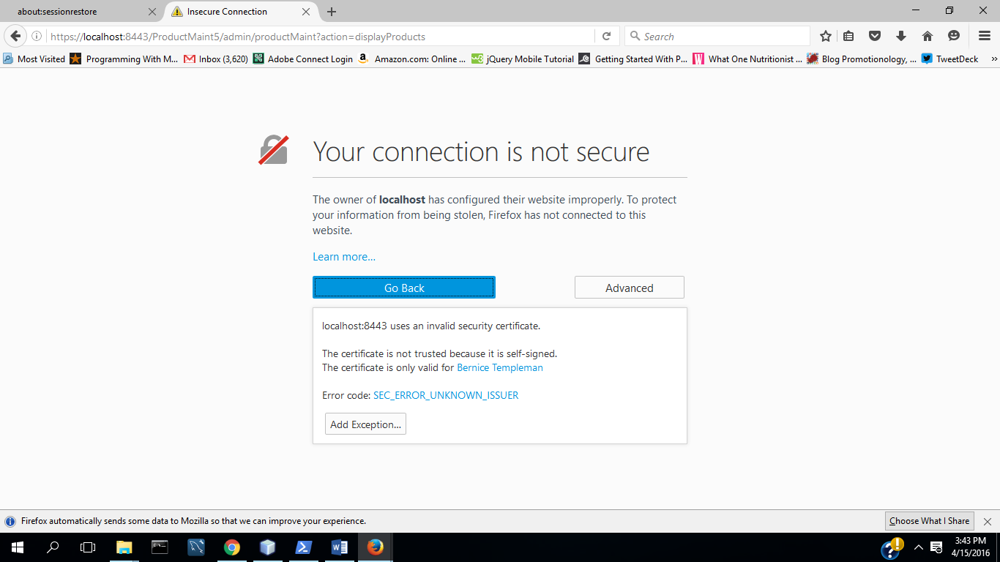 about:sessionrestore
Insecure Connection
https://localhost:8443/ProductMaint5/admin/productMaint?action=displayProducts
Search
Most Visited
Programming With M...
Inbox (3,620)
Adobe Connect Login
Amazon.com: Online ...
jQuery Mobile Tutorial
Getting Started With P...
What One Nutritionist ...
Blog Promotionology, ...
TweetDeck
Your connection is not secure
The owner of localhost has configured their website improperly. To protect
your information from being stolen, Firefox has not connected to this
website.
Learn more...
Go Back
Advanced
localhost:8443 uses an invalid security certificate.
The certificate is not trusted because it is self-signed.
The certificate is only valid for Bernice Templeman
Error code: SEC_ERROR_UNKNOWN_ISSUER
Add Exception...
Firefox automatically sends some data to Mozilla so that we can improve your experience.
Choose What I Share
3:43 PM
4/15/2016